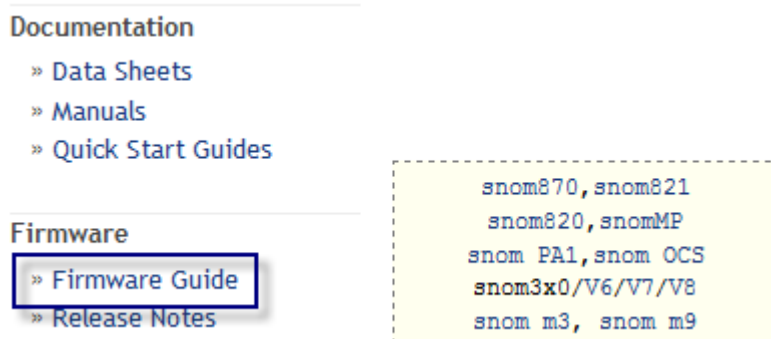 Documentation
» Data Sheets
» Manuals
» Quick Start Guides
Firmware
» Firmware Guide
» Release Notes
snom870,snom821
snom820,snomMP
snom PA1,snom OCS
snom3x0/V6/V7/V8
snom m3, snom m9